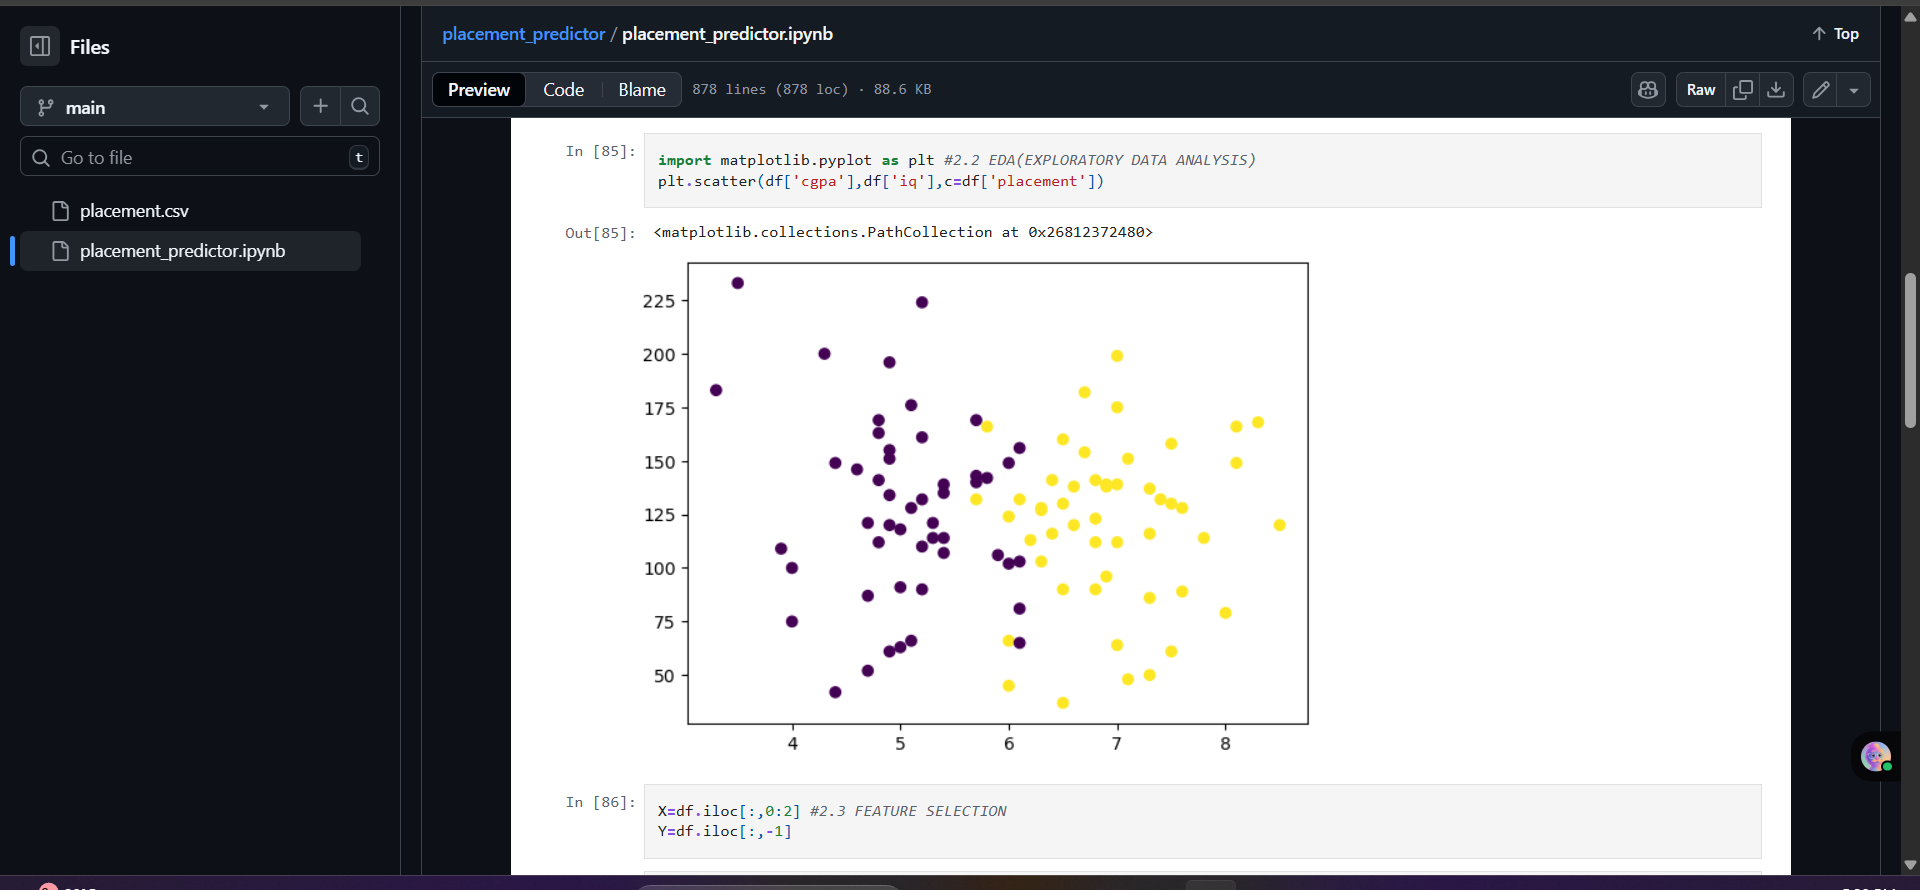 Files
main
Go to file
t
placement.csv
placement_predictor.ipynb
placement_predictor / placement_predictor.ipynb
Top
Preview
Code
Blame
878 lines (878 loc) · 88.6 KB
Raw
In [85]:
import matplotlib.pyplot as plt #2.2 EDA(EXPLORATORY DATA ANALYSIS)
plt.scatter(df['cgpa'],df['iq'],c=df['placement'])
Out[85]:
<matplotlib.collections.PathCollection at 0x26812372480>
225
200
175
150
125
100
75
50
4 5 6 7 8
In [86]:
X=df.iloc[:,0:2] #2.3 FEATURE SELECTION
Y=df.iloc[:,-1]